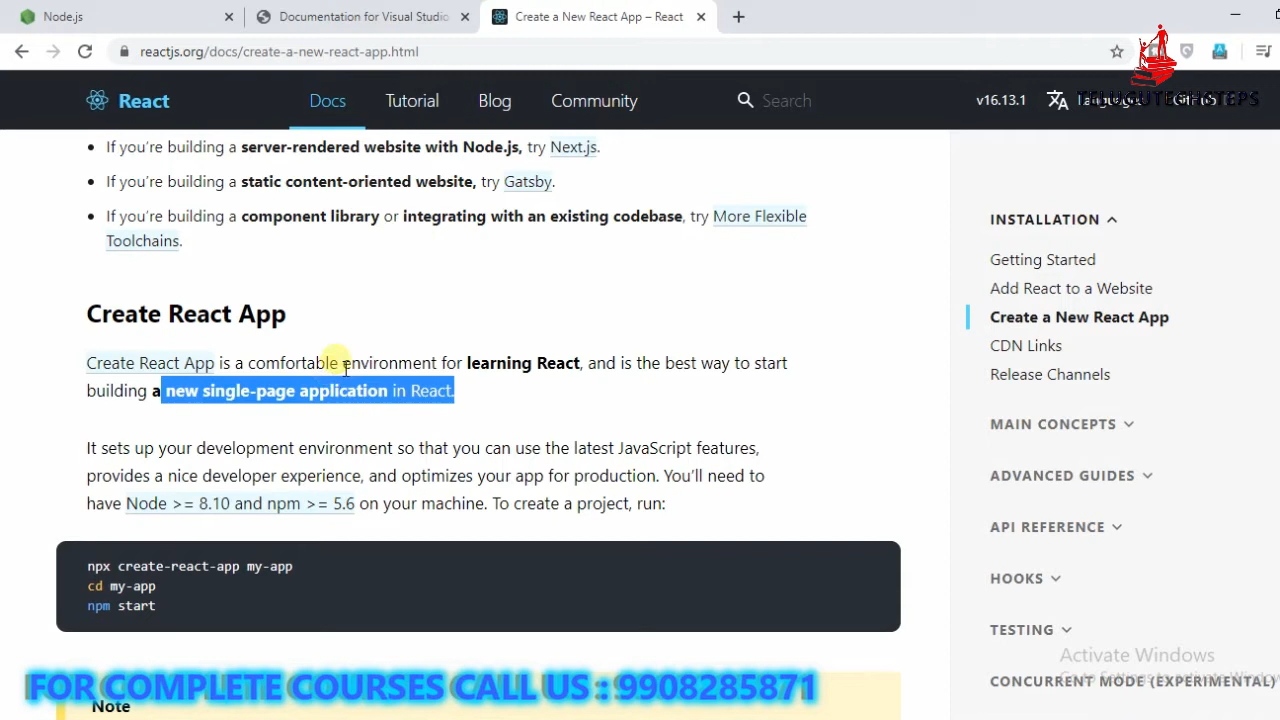 Node.js
Documentation for Visual Studio
Create a New React App – React
reactjs.org/docs/create-a-new-react-app.html
React
Docs
Tutorial
Blog
Community
Search
v16.13.1
Languages
GitHub
TELUGUTECHSTEPS
If you’re building a server-rendered website with Node.js, try Next.js.
If you’re building a static content-oriented website, try Gatsby.
If you’re building a component library or integrating with an existing codebase, try More Flexible
Toolchains.
Create React App
Create React App is a comfortable environment for learning React, and is the best way to start
building a new single-page application in React.
It sets up your development environment so that you can use the latest JavaScript features,
provides a nice developer experience, and optimizes your app for production. You’ll need to
have Node >= 8.10 and npm >= 5.6 on your machine. To create a project, run:
npx create-react-app my-app
cd my-app
npm start
Note
INSTALLATION
Getting Started
Add React to a Website
Create a New React App
CDN Links
Release Channels
MAIN CONCEPTS
ADVANCED GUIDES
API REFERENCE
HOOKS
TESTING
CONCURRENT MODE (EXPERIMENTAL)
Activate Windows
FOR COMPLETE COURSES CALL US : 9908285871